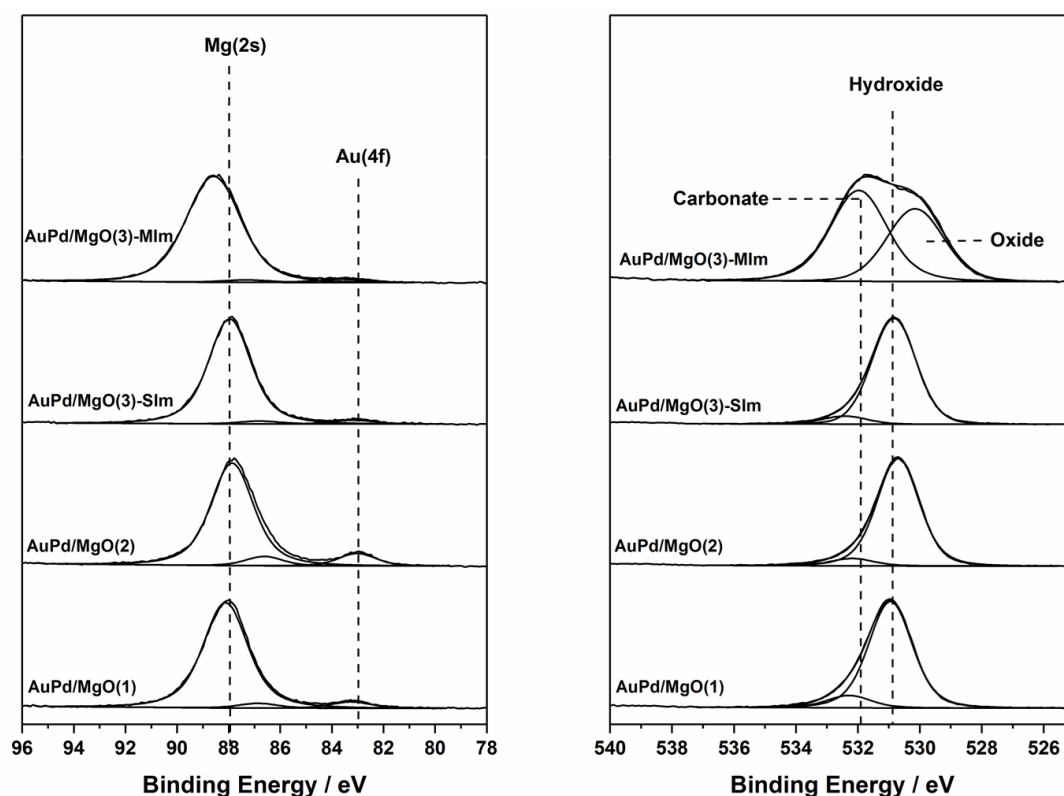 Mg(2s)
Au(4f)
AuPd/MgO(3)-MIm
AuPd/MgO(3)-SIm
AuPd/MgO(2)
AuPd/MgO(1)
96 94 92 90 88 86 84 82 80 78
Binding Energy / eV
Hydroxide
Carbonate
Oxide
AuPd/MgO(3)-MIm
AuPd/MgO(3)-SIm
AuPd/MgO(2)
AuPd/MgO(1)
540 538 536 534 532 530 528 526
Binding Energy / eV